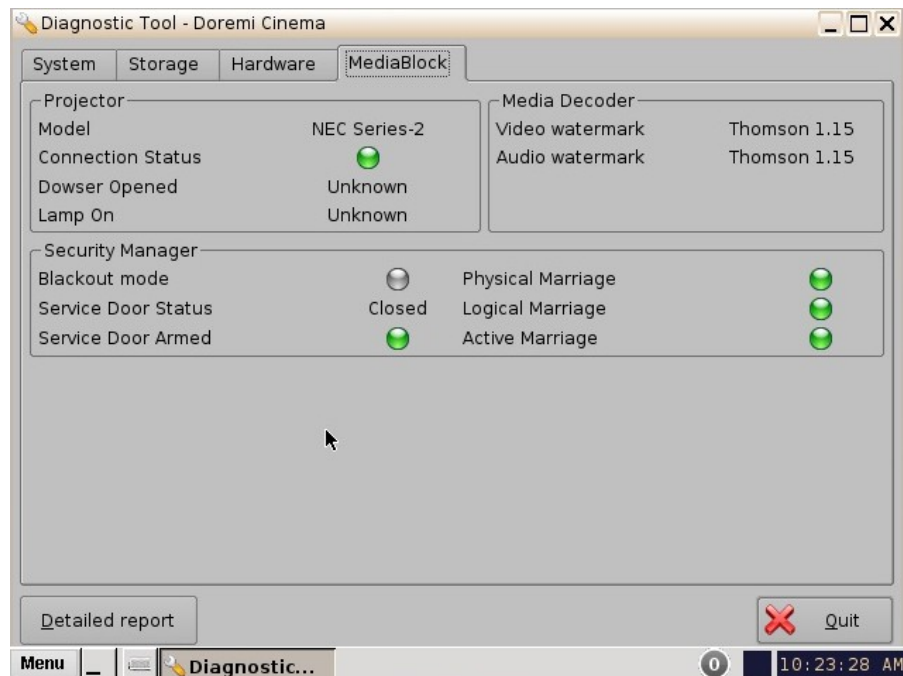 Diagnostic Tool - Doremi Cinema
System Storage Hardware MediaBlock
Projector
Model NEC Series-2
Connection Status
Dowser Opened Unknown
Lamp On Unknown
Media Decoder
Video watermark Thomson 1.15
Audio watermark Thomson 1.15
Security Manager
Blackout mode
Service Door Status Closed
Service Door Armed
Physical Marriage
Logical Marriage
Active Marriage
Detailed report
Quit
Menu _ Diagnostic... 0 10:23:28 AM